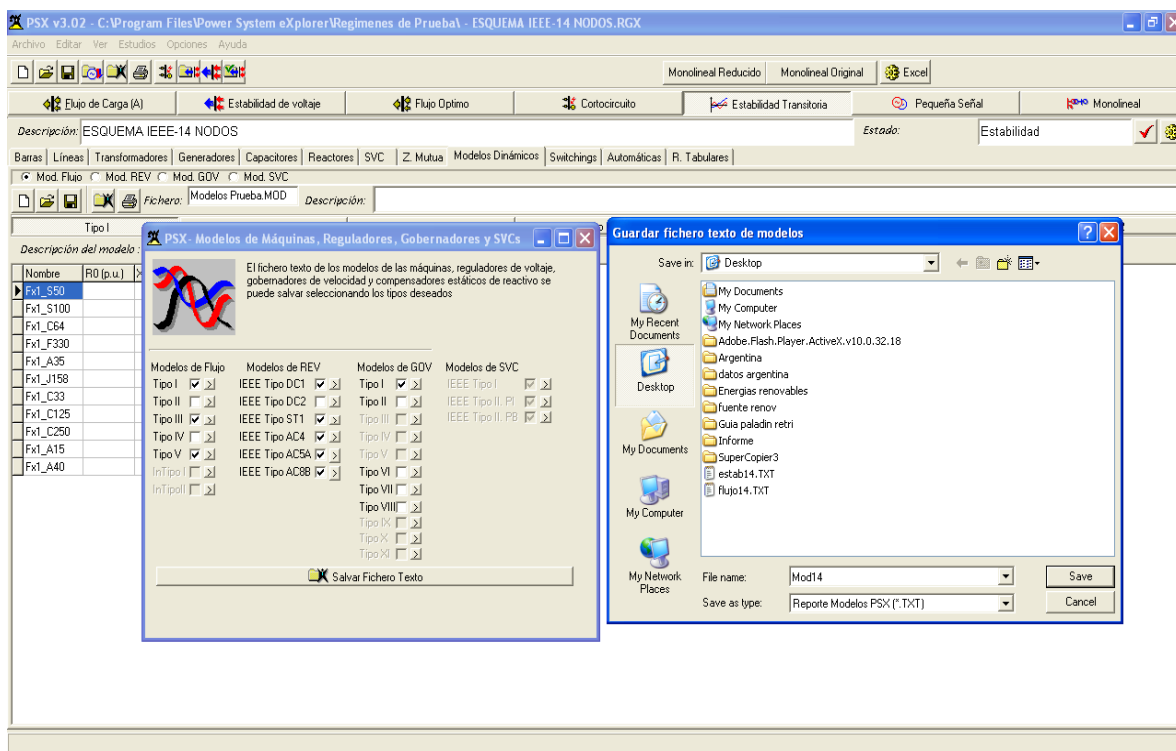 PSX v3.02 - C:\Program Files\Power System eXplorer\Regimenes de Prueba\ - ESQUEMA IEEE-14 NODOS.RGX
Archivo Editar Ver Estudios Opciones Ayuda
Monolineal Reducido Monolineal Original Excel
Flujo de Carga (A) Estabilidad de voltaje Flujo Optimo Cortocircuito Estabilidad Transitoria Pequeña Señal Monolineal
Descripción: ESQUEMA IEEE-14 NODOS Estado: Estabilidad
Barras Líneas Transformadores Generadores Capacitores Reactores SVC Z. Mutua Modelos Dinámicos Switchings Automáticas R. Tabulares
Mod. Flujo Mod. REV Mod. GOV Mod. SVC
Fichero: Modelos Prueba.MOD Descripción:
Tipo I
Descripción del modelo :
Nombre R0 (p.u.)
Fx1_S50
Fx1_S100
Fx1_C64
Fx1_F330
Fx1_A35
Fx1_J158
Fx1_C33
Fx1_C125
Fx1_C250
Fx1_A15
Fx1_A40
PSX- Modelos de Máquinas, Reguladores, Gobernadores y SVCs
El fichero texto de los modelos de las máquinas, reguladores de voltaje,
gobernadores de velocidad y compensadores estáticos de reactivo se
puede salvar seleccionando los tipos deseados
Modelos de Flujo Modelos de REV Modelos de GOV Modelos de SVC
Tipo I IEEE Tipo DC1 Tipo I IEEE Tipo I
Tipo II IEEE Tipo DC2 Tipo II IEEE Tipo II. PI
Tipo III IEEE Tipo ST1 Tipo III IEEE Tipo II. PB
Tipo IV IEEE Tipo AC4 Tipo IV
Tipo V IEEE Tipo AC5A Tipo V
InTipo I IEEE Tipo AC8B Tipo VI
InTipoII Tipo VII
Tipo VIII
Tipo IX
Tipo X
Tipo XI
Salvar Fichero Texto
Guardar fichero texto de modelos
Save in: Desktop
My Recent
Documents
Desktop
My Documents
My Computer
My Network
Places
My Documents
My Computer
My Network Places
Adobe.Flash.Player.ActiveX.v10.0.32.18
Argentina
datos argentina
Energias renovables
fuente renov
Guia paladin retri
Informe
SuperCopier3
estab14.TXT
flujo14.TXT
File name: Mod14 Save
Save as type: Reporte Modelos PSX (*.TXT) Cancel